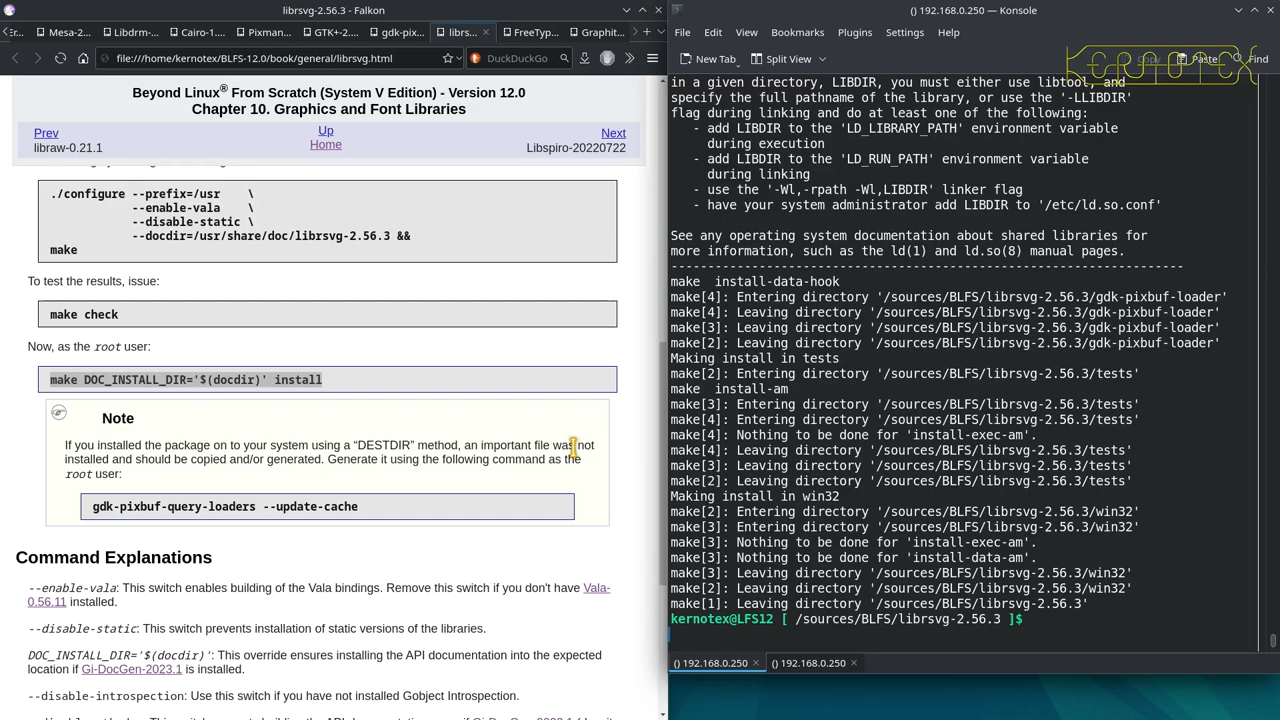 librsvg-2.56.3 — Falkon
Mesa-2...
Libdrm-...
Cairo-1....
Pixman...
GTK+-2....
gdk-pix...
librs...
FreeTyp...
Graphit...
file:///home/kernotex/BLFS-12.0/book/general/librsvg.html
DuckDuckGo
Beyond Linux® From Scratch (System V Edition) - Version 12.0
Chapter 10. Graphics and Font Libraries
Prev
Up
Next
libraw-0.21.1
Home
Libspiro-20220722
./configure --prefix=/usr    \
--enable-vala    \
--disable-static \
--docdir=/usr/share/doc/librsvg-2.56.3 &&
make
To test the results, issue:
make check
Now, as the root user:
make DOC_INSTALL_DIR='$(docdir)' install
Note
If you installed the package on to your system using a “DESTDIR” method, an important file was not
installed and should be copied and/or generated. Generate it using the following command as the
root user:
gdk-pixbuf-query-loaders --update-cache
Command Explanations
--enable-vala: This switch enables building of the Vala bindings. Remove this switch if you don't have Vala-
0.56.11 installed.
--disable-static: This switch prevents installation of static versions of the libraries.
DOC_INSTALL_DIR='$(docdir)': This override ensures installing the API documentation into the expected
location if Gi-DocGen-2023.1 is installed.
--disable-introspection: Use this switch if you have not installed Gobject Introspection.
() 192.168.0.250 — Konsole
File Edit View Bookmarks Plugins Settings Help
New Tab
Split View
Copy
Paste
Find
kernotex
in a given directory, LIBDIR, you must either use libtool, and
specify the full pathname of the library, or use the '-LLIBDIR'
flag during linking and do at least one of the following:
- add LIBDIR to the 'LD_LIBRARY_PATH' environment variable
during execution
- add LIBDIR to the 'LD_RUN_PATH' environment variable
during linking
- use the '-Wl,-rpath -Wl,LIBDIR' linker flag
- have your system administrator add LIBDIR to '/etc/ld.so.conf'
See any operating system documentation about shared libraries for
more information, such as the ld(1) and ld.so(8) manual pages.
----------------------------------------------------------------------
make  install-data-hook
make[4]: Entering directory '/sources/BLFS/librsvg-2.56.3/gdk-pixbuf-loader'
make[4]: Leaving directory '/sources/BLFS/librsvg-2.56.3/gdk-pixbuf-loader'
make[3]: Leaving directory '/sources/BLFS/librsvg-2.56.3/gdk-pixbuf-loader'
make[2]: Leaving directory '/sources/BLFS/librsvg-2.56.3/gdk-pixbuf-loader'
Making install in tests
make[2]: Entering directory '/sources/BLFS/librsvg-2.56.3/tests'
make  install-am
make[3]: Entering directory '/sources/BLFS/librsvg-2.56.3/tests'
make[4]: Entering directory '/sources/BLFS/librsvg-2.56.3/tests'
make[4]: Nothing to be done for 'install-exec-am'.
make[4]: Leaving directory '/sources/BLFS/librsvg-2.56.3/tests'
make[3]: Leaving directory '/sources/BLFS/librsvg-2.56.3/tests'
make[2]: Leaving directory '/sources/BLFS/librsvg-2.56.3/tests'
Making install in win32
make[2]: Entering directory '/sources/BLFS/librsvg-2.56.3/win32'
make[3]: Entering directory '/sources/BLFS/librsvg-2.56.3/win32'
make[3]: Nothing to be done for 'install-exec-am'.
make[3]: Nothing to be done for 'install-data-am'.
make[3]: Leaving directory '/sources/BLFS/librsvg-2.56.3/win32'
make[2]: Leaving directory '/sources/BLFS/librsvg-2.56.3/win32'
make[1]: Leaving directory '/sources/BLFS/librsvg-2.56.3'
kernotex@LFS12 [ /sources/BLFS/librsvg-2.56.3 ]$
() 192.168.0.250
() 192.168.0.250